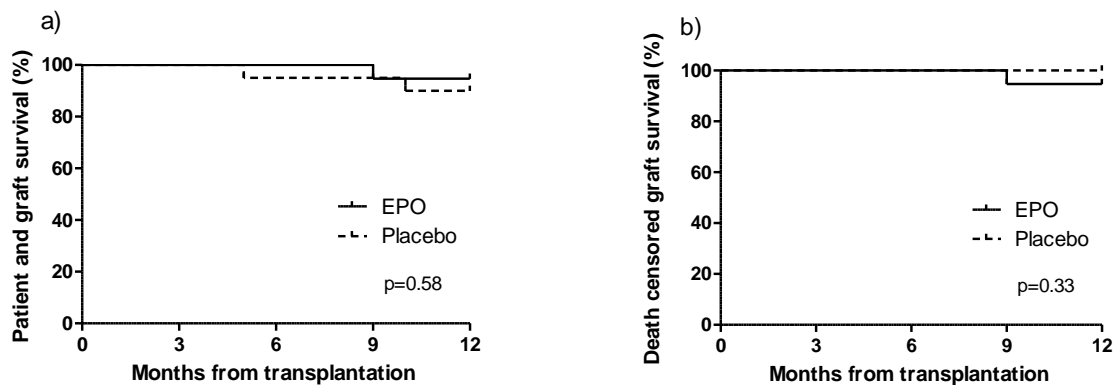 a)
Patient and graft survival (%)
100
80
60
40
20
0
EPO
Placebo
p=0.58
0 3 6 9 12
Months from transplantation
b)
Death censored graft survival (%)
100
80
60
40
20
0
EPO
Placebo
p=0.33
0 3 6 9 12
Months from transplantation